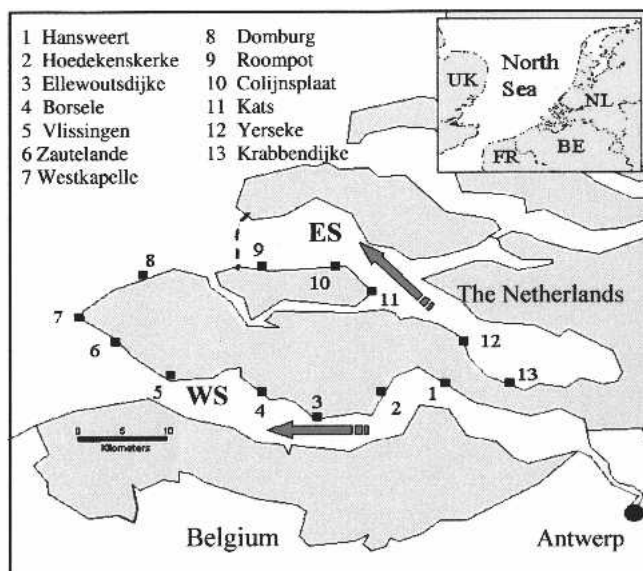 1 Hansweert
2 Hoedekenskerke
3 Ellewoutsdijke
4 Borsele
5 Vlissingen
6 Zautelande
7 Westkapelle
8 Domburg
9 Roompot
10 Colijnsplaat
11 Kats
12 Yerseke
13 Krabbendijke
North
Sea
UK
NL
BE
FR
ES
9
8
10
The Netherlands
11
7
6
12
13
5
WS
4
3
2
1
0 5 10
Kilometers
Belgium
Antwerp